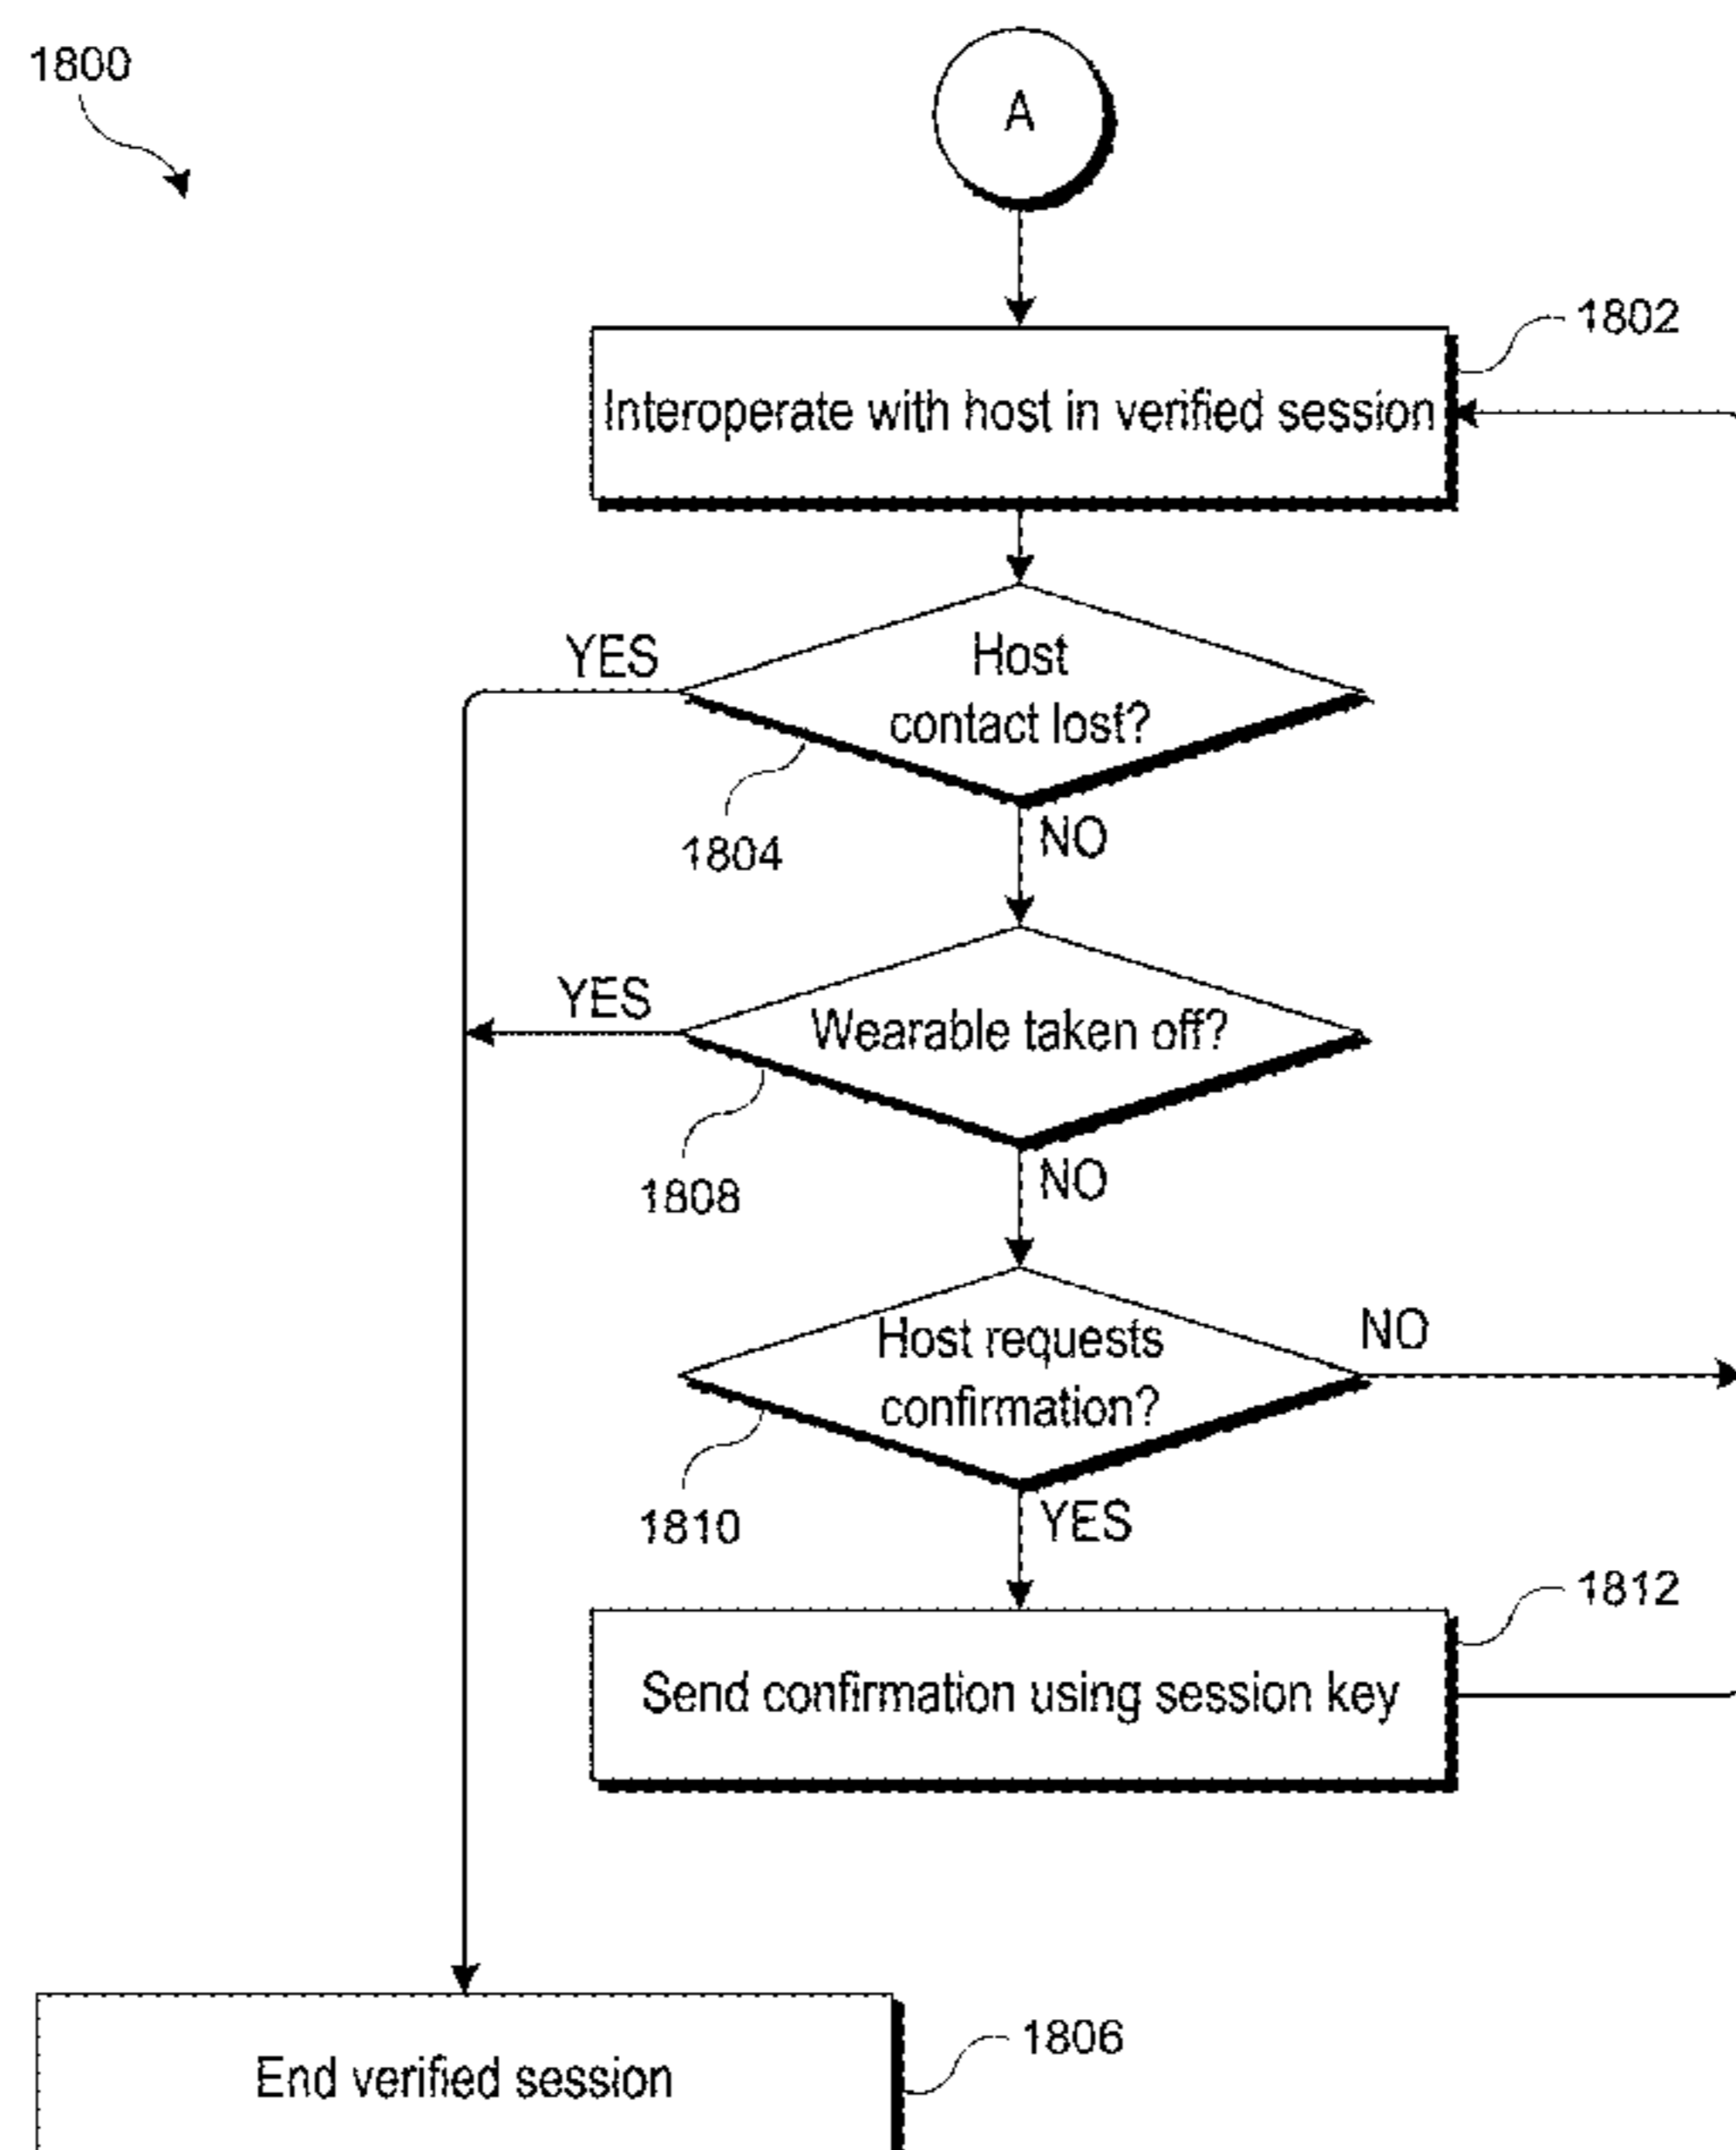 1800
A
1802
Interoperate with host in verified session
YES
Host
contact lost?
1804
NO
YES
Wearable taken off?
1808
NO
Host requests
confirmation?
NO
1810
YES
1812
Send confirmation using session key
1806
End verified session